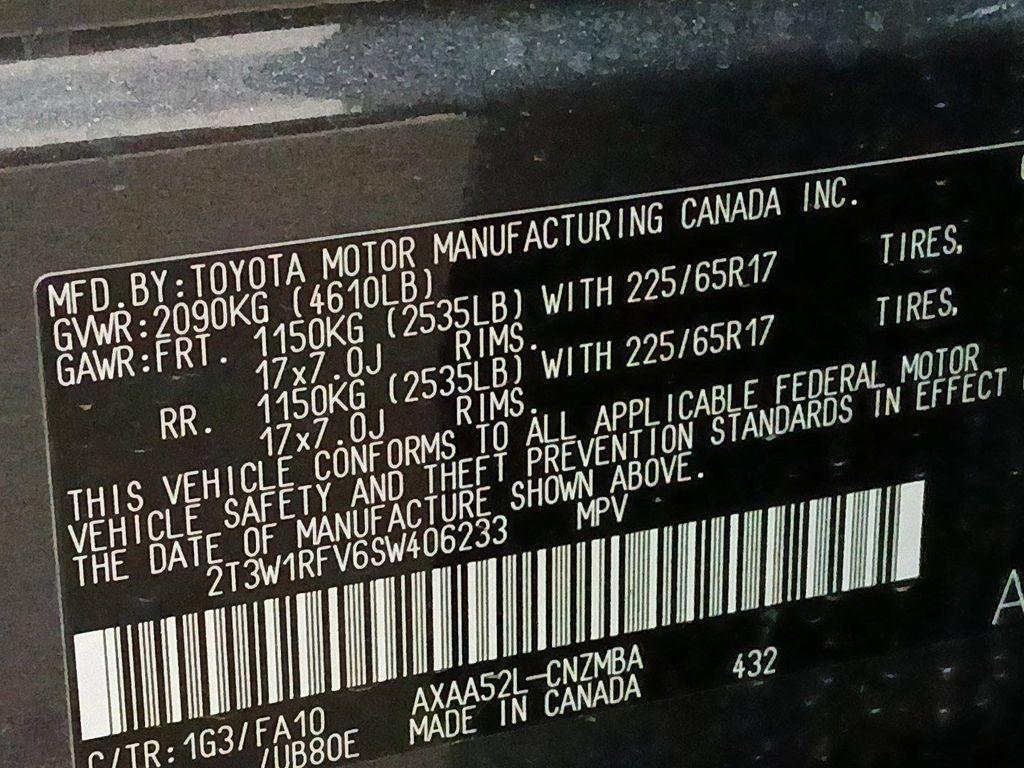 MFD.BY:TOYOTA MOTOR MANUFACTURING CANADA INC.
GVWR:2090KG (4610LB)
GAWR:FRT. 1150KG (2535LB) WITH 225/65R17 TIRES,
17x7.0J RIMS.
RR. 1150KG (2535LB) WITH 225/65R17 TIRES,
17x7.0J RIMS.
THIS VEHICLE CONFORMS TO ALL APPLICABLE FEDERAL MOTOR
VEHICLE SAFETY AND THEFT PREVENTION STANDARDS IN EFFECT
THE DATE OF MANUFACTURE SHOWN ABOVE.
2T3W1RFV6SW406233 MPV
AXAA52L-CNZMBA 432
C/TR:1G3/FA10 MADE IN CANADA
/UB80E